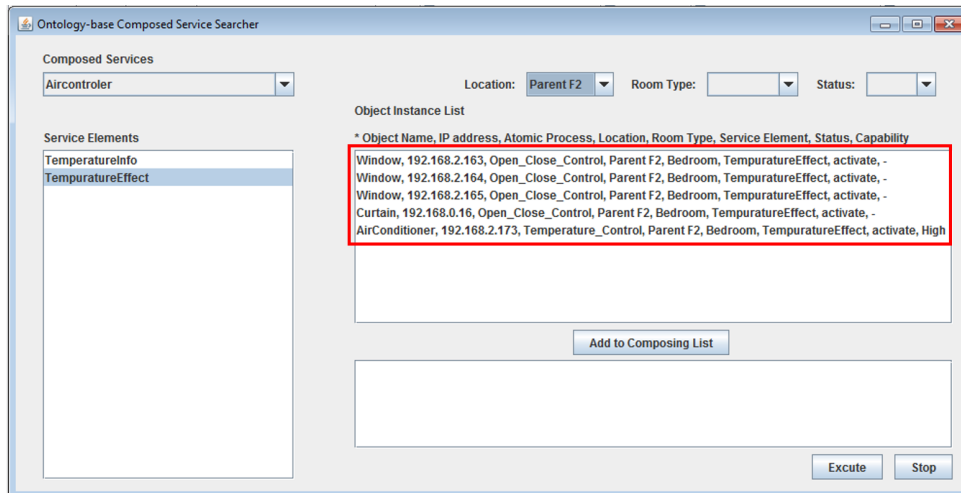 Ontology-base Composed Service Searcher
Composed Services
Aircontroler
Location: Parent F2 Room Type: Status:
Object Instance List
Service Elements
* Object Name, IP address, Atomic Process, Location, Room Type, Service Element, Status, Capability
TemperatureInfo
TempuratureEffect
Window, 192.168.2.163, Open_Close_Control, Parent F2, Bedroom, TempuratureEffect, activate, -
Window, 192.168.2.164, Open_Close_Control, Parent F2, Bedroom, TempuratureEffect, activate, -
Window, 192.168.2.165, Open_Close_Control, Parent F2, Bedroom, TempuratureEffect, activate, -
Curtain, 192.168.0.16, Open_Close_Control, Parent F2, Bedroom, TempuratureEffect, activate, -
AirConditioner, 192.168.2.173, Temperature_Control, Parent F2, Bedroom, TempuratureEffect, activate, High
Add to Composing List
Excute
Stop